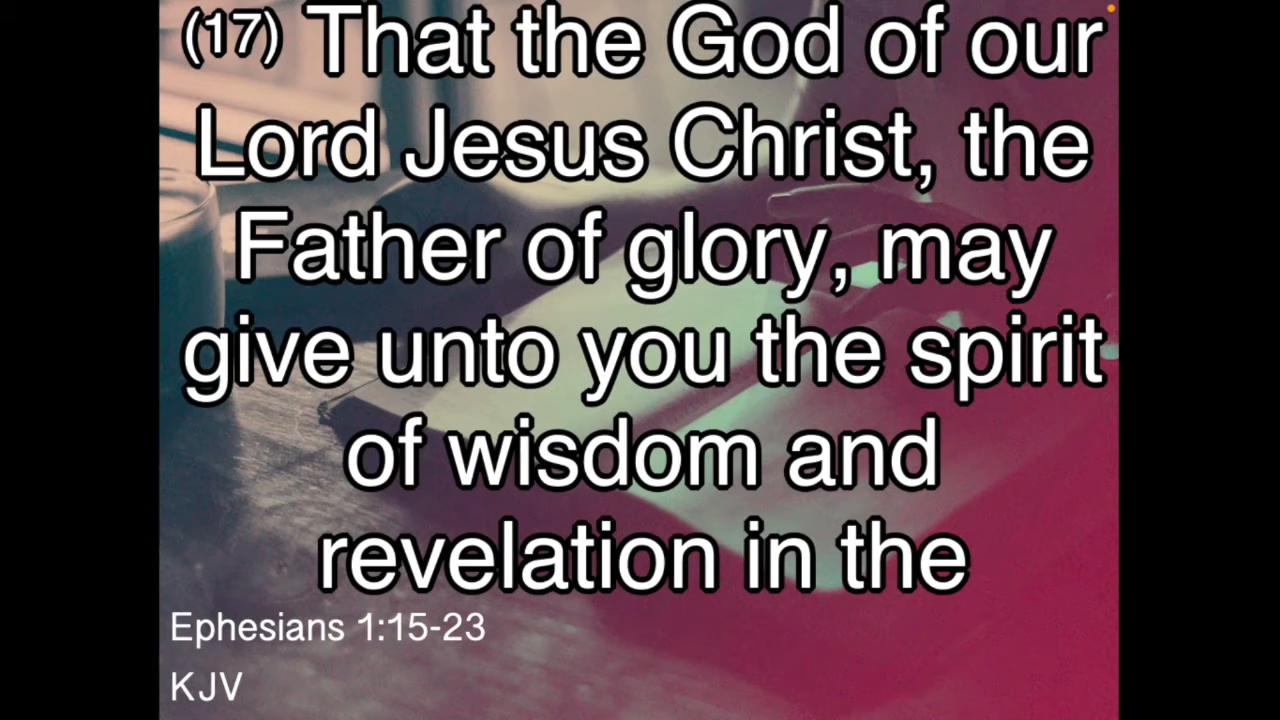 (17) That the God of our
Lord Jesus Christ, the
Father of glory, may
give unto you the spirit
of wisdom and
revelation in the
Ephesians 1:15-23
KJV